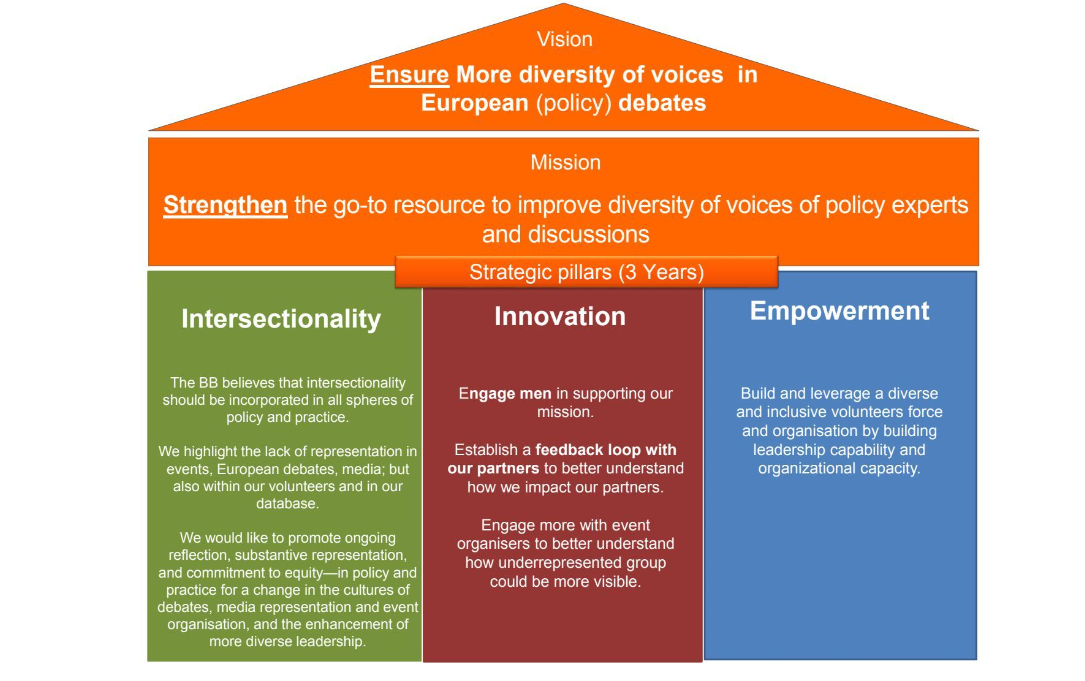 Vision
Ensure More diversity of voices in
European (policy) debates
Mission
Strengthen the go-to resource to improve diversity of voices of policy experts
and discussions
Strategic pillars (3 Years)
Intersectionality
The BB believes that intersectionality
should be incorporated in all spheres of
policy and practice.
We highlight the lack of representation in
events, European debates, media; but
also within our volunteers and in our
database.
We would like to promote ongoing
reflection, substantive representation,
and commitment to equity—in policy and
practice for a change in the cultures of
debates, media representation and event
organisation, and the enhancement of
more diverse leadership.
Innovation
Engage men in supporting our
mission.
Establish a feedback loop with
our partners to better understand
how we impact our partners.
Engage more with event
organisers to better understand
how underrepresented group
could be more visible.
Empowerment
Build and leverage a diverse
and inclusive volunteers force
and organisation by building
leadership capability and
organizational capacity.